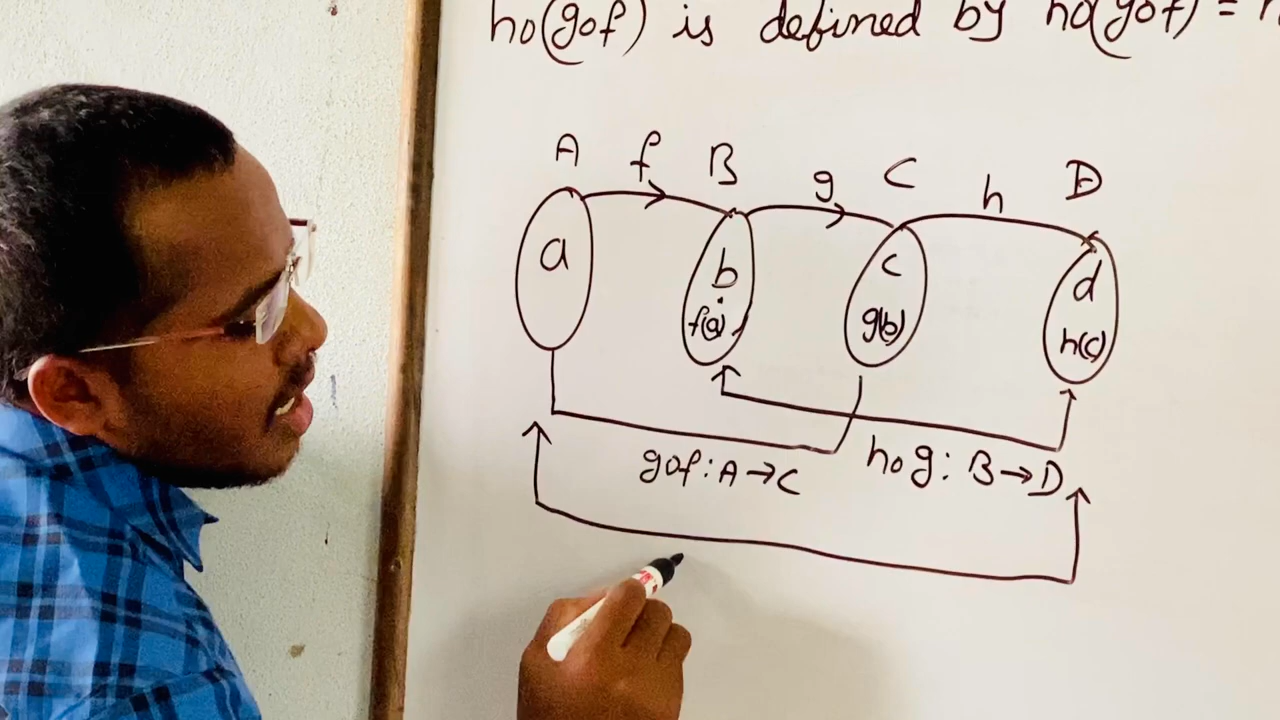 ho(gof) is defined by ho(gof) =
A f B g C h D
a b c d
f(a) g(b) h(c)
gof: A→C hog: B→D